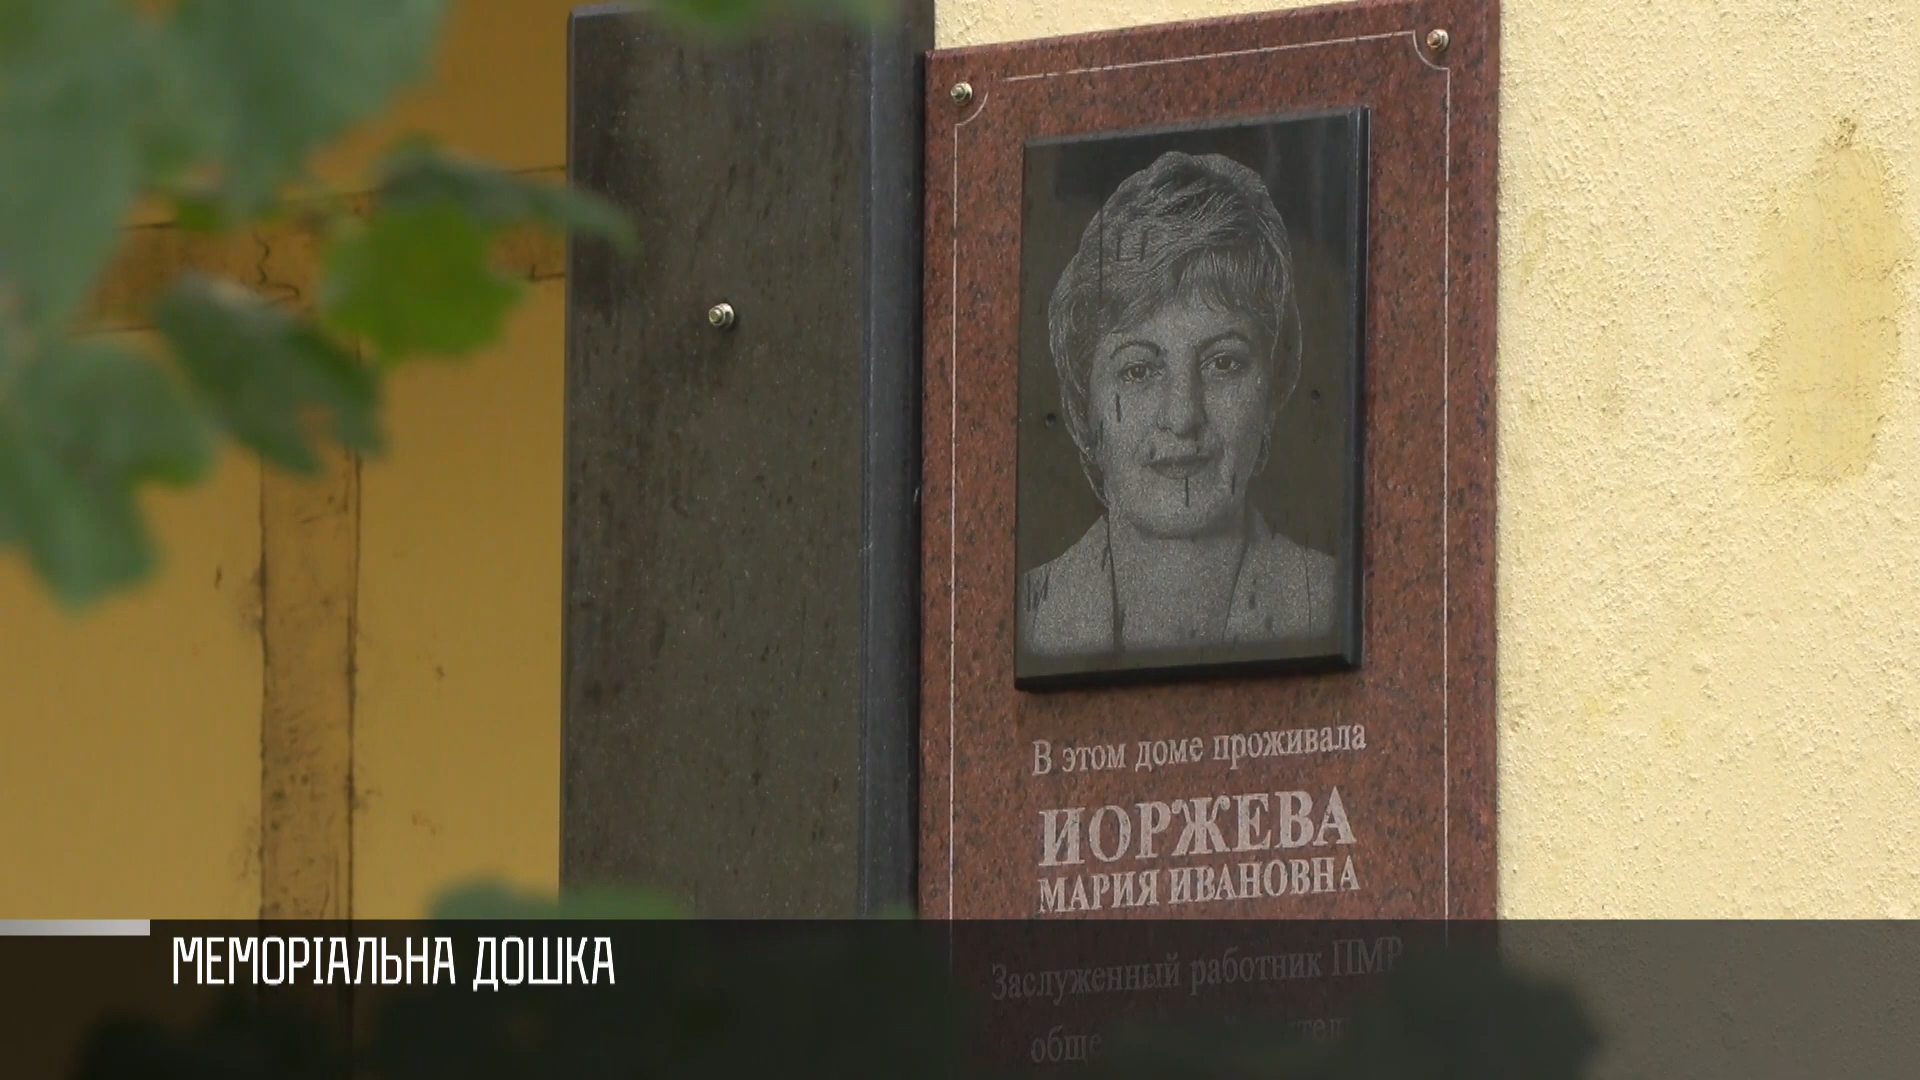 В этом доме проживала
ИОРЖЕВА
МАРИЯ ИВАНОВНА
Заслуженный работник ПМР
МЕМОРІАЛЬНА ДОШКА